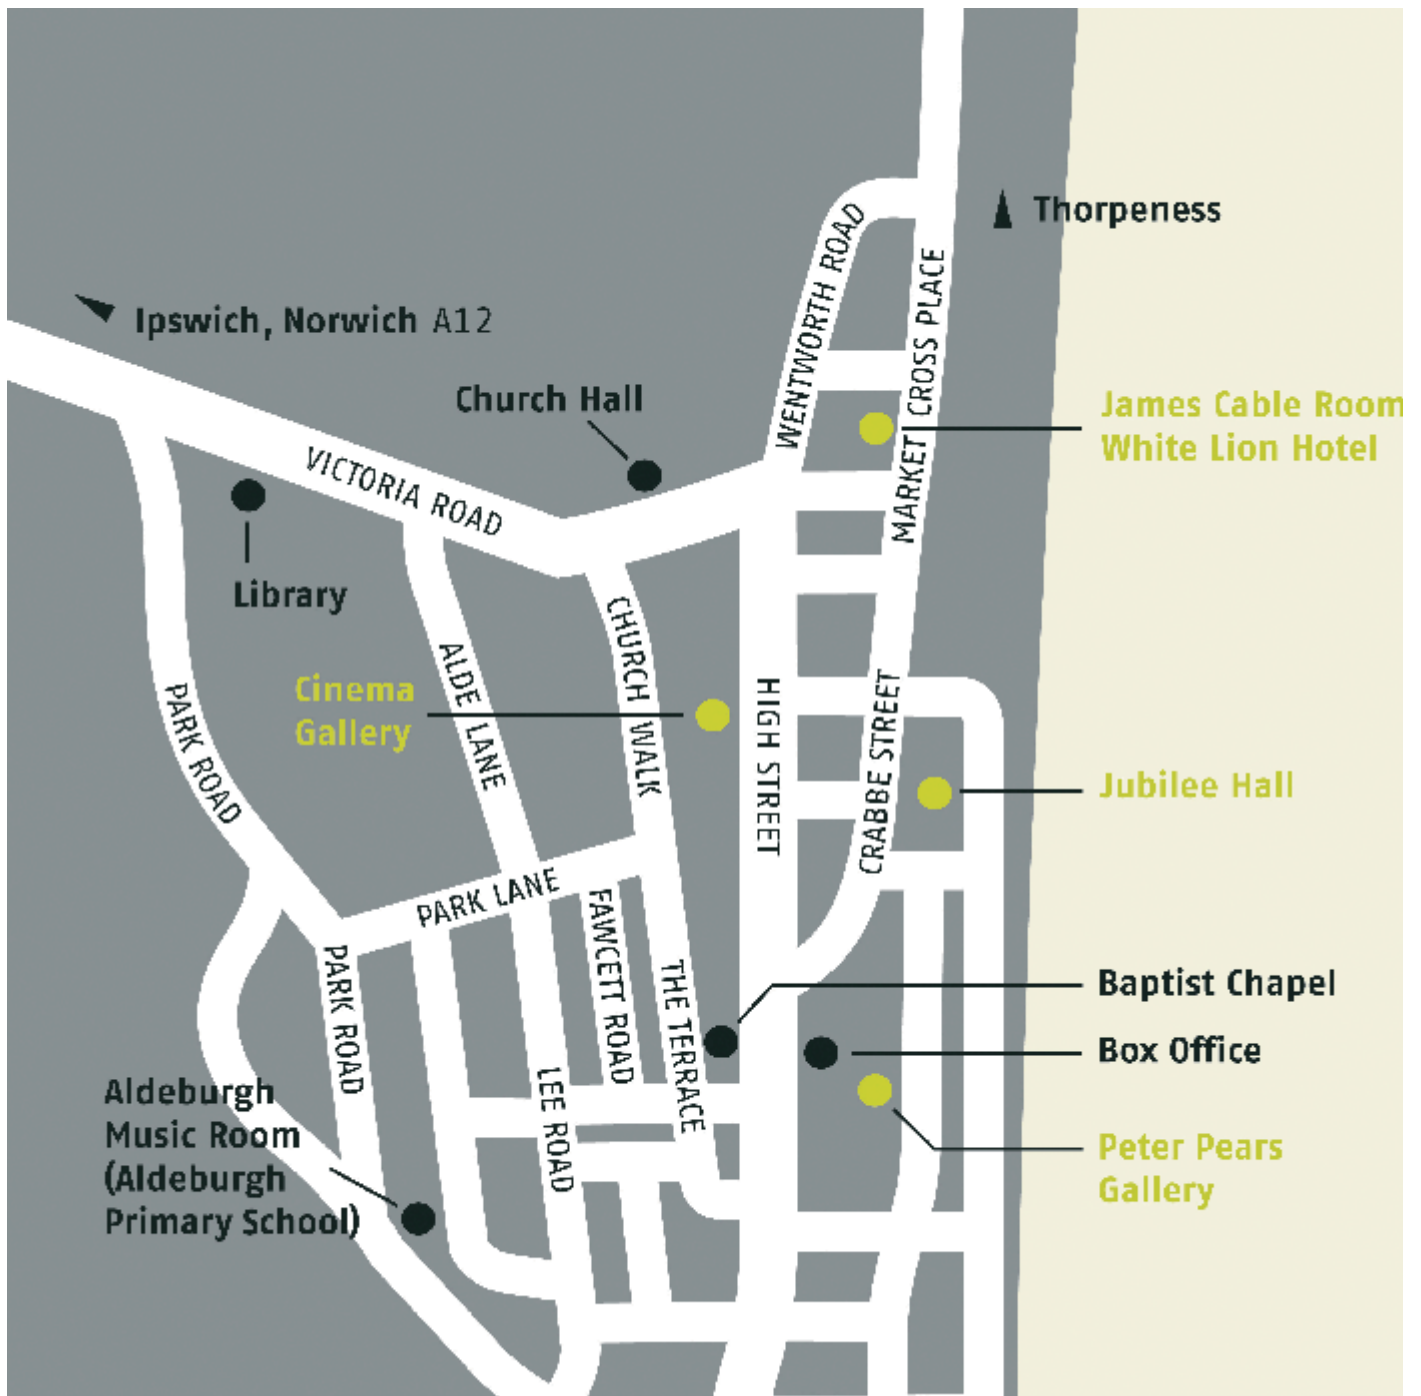 Thorpeness
WENTWORTH ROAD
MARKET CROSS PLACE
Ipswich, Norwich A12
Church Hall
James Cable Room
White Lion Hotel
VICTORIA ROAD
Library
CHURCH WALK
ALDE LANE
Cinema
Gallery
PARK ROAD
HIGH STREET
CRABBE STREET
Jubilee Hall
PARK LANE
FAWCETT ROAD
PARK ROAD
THE TERRACE
Baptist Chapel
Box Office
LEE ROAD
Aldeburgh
Music Room
(Aldeburgh
Primary School)
Peter Pears
Gallery